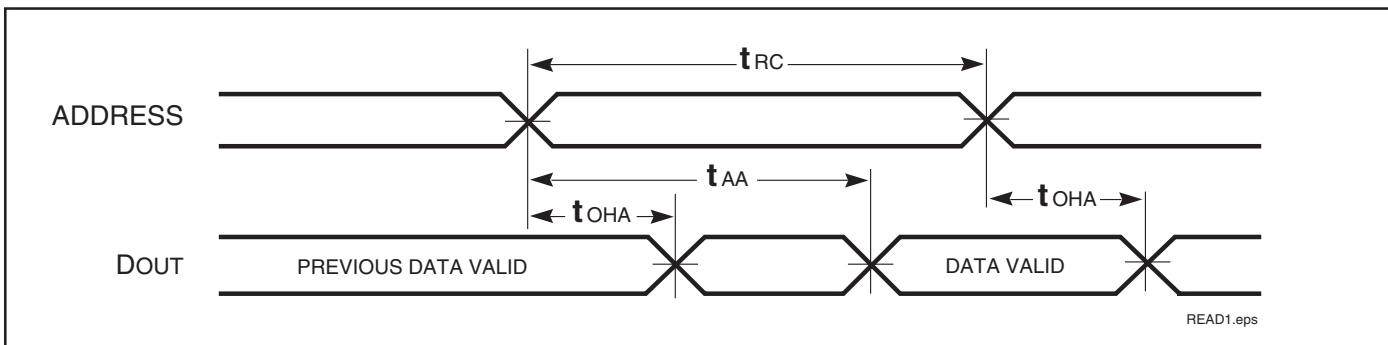 tRC
ADDRESS
tAA
tOHA
tOHA
DOUT
PREVIOUS DATA VALID
DATA VALID
READ1.eps